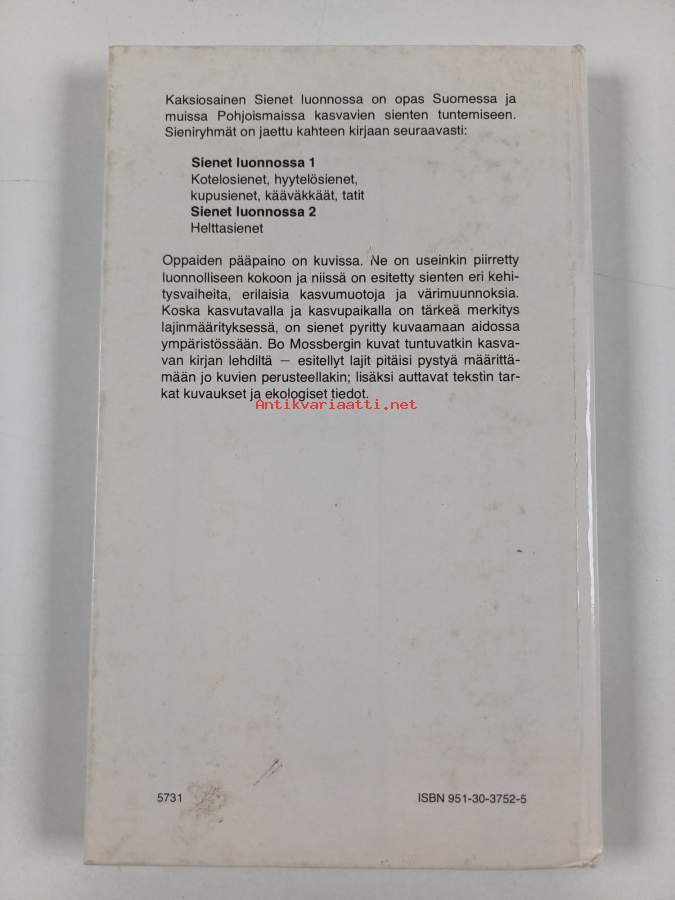 Kaksiosainen Sienet luonnossa on opas Suomessa ja
muissa Pohjoismaissa kasvavien sienten tuntemiseen.
Sieniryhmät on jaettu kahteen kirjaan seuraavasti:
Sienet luonnossa 1
Kotelosienet, hyytelösienet,
kupusienet, kääväkkäät, tatit
Sienet luonnossa 2
Helttasienet
Oppaiden pääpaino on kuvissa. Ne on useinkin piirretty
luonnolliseen kokoon ja niissä on esitetty sienten eri kehi-
tysvaiheita, erilaisia kasvumuotoja ja värimuunnoksia.
Koska kasvutavalla ja kasvupaikalla on tärkeä merkitys
lajinmäärityksessä, on sienet pyritty kuvaamaan aidossa
ympäristössään. Bo Mossbergin kuvat tuntuvatkin kasva-
van kirjan lehdiltä — esitellyt lajit pitäisi pystyä määrittä-
mään jo kuvien perusteellakin; lisäksi auttavat tekstin tar-
kat kuvaukset ja ekologiset tiedot.
Antikvariaatti.net
5731
ISBN 951-30-3752-5